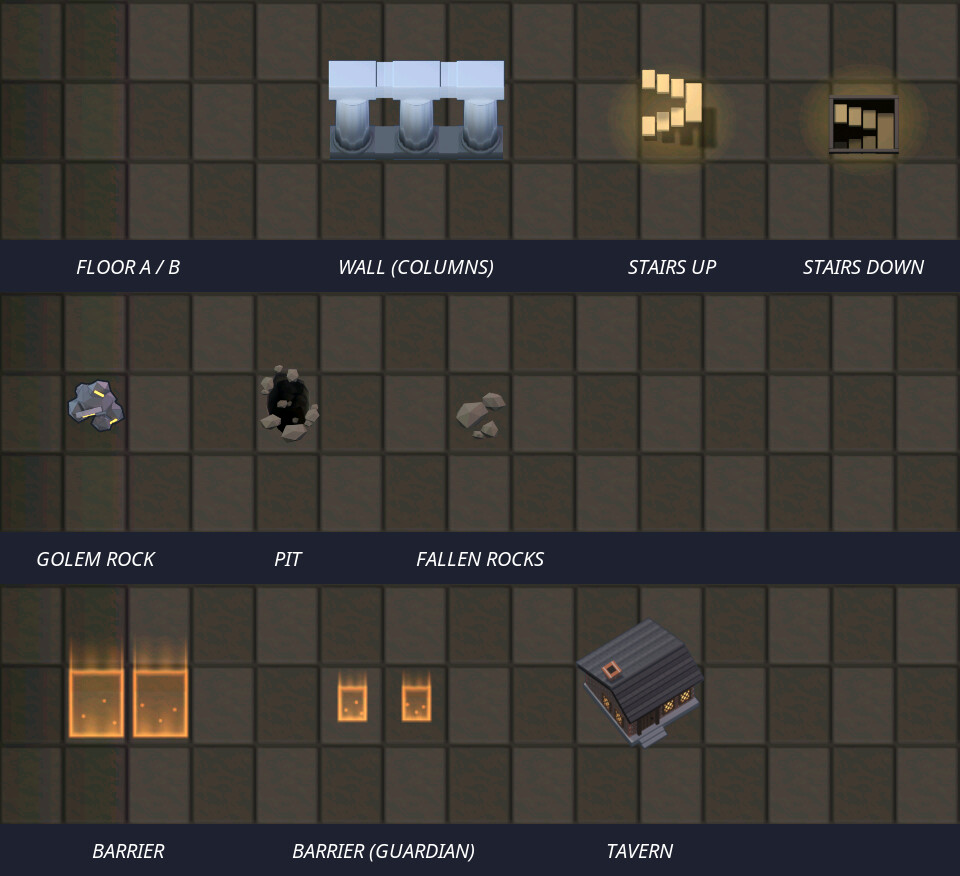 FLOOR A / B
WALL (COLUMNS)
STAIRS UP
STAIRS DOWN
GOLEM ROCK
PIT
FALLEN ROCKS
BARRIER
BARRIER (GUARDIAN)
TAVERN